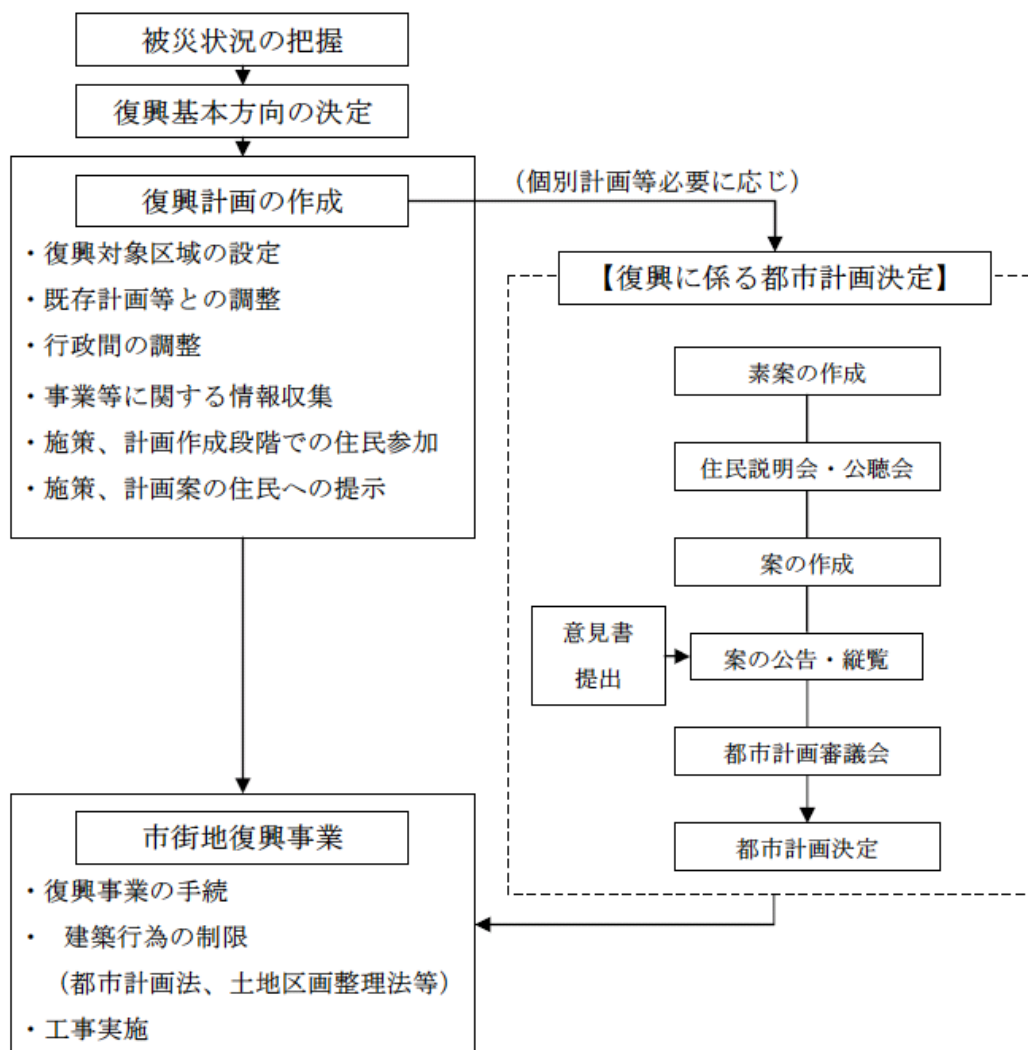 被災状況の把握
復興基本方向の決定
復興計画の作成
・復興対象区域の設定
・既存計画等との調整
・行政間の調整
・事業等に関する情報収集
・施策、計画作成段階での住民参加
・施策、計画案の住民への提示
（個別計画等必要に応じ）
【復興に係る都市計画決定】
素案の作成
住民説明会・公聴会
案の作成
意見書
提出
案の公告・縦覧
都市計画審議会
都市計画決定
市街地復興事業
・復興事業の手続
・ 建築行為の制限
（都市計画法、土地区画整理法等）
・工事実施